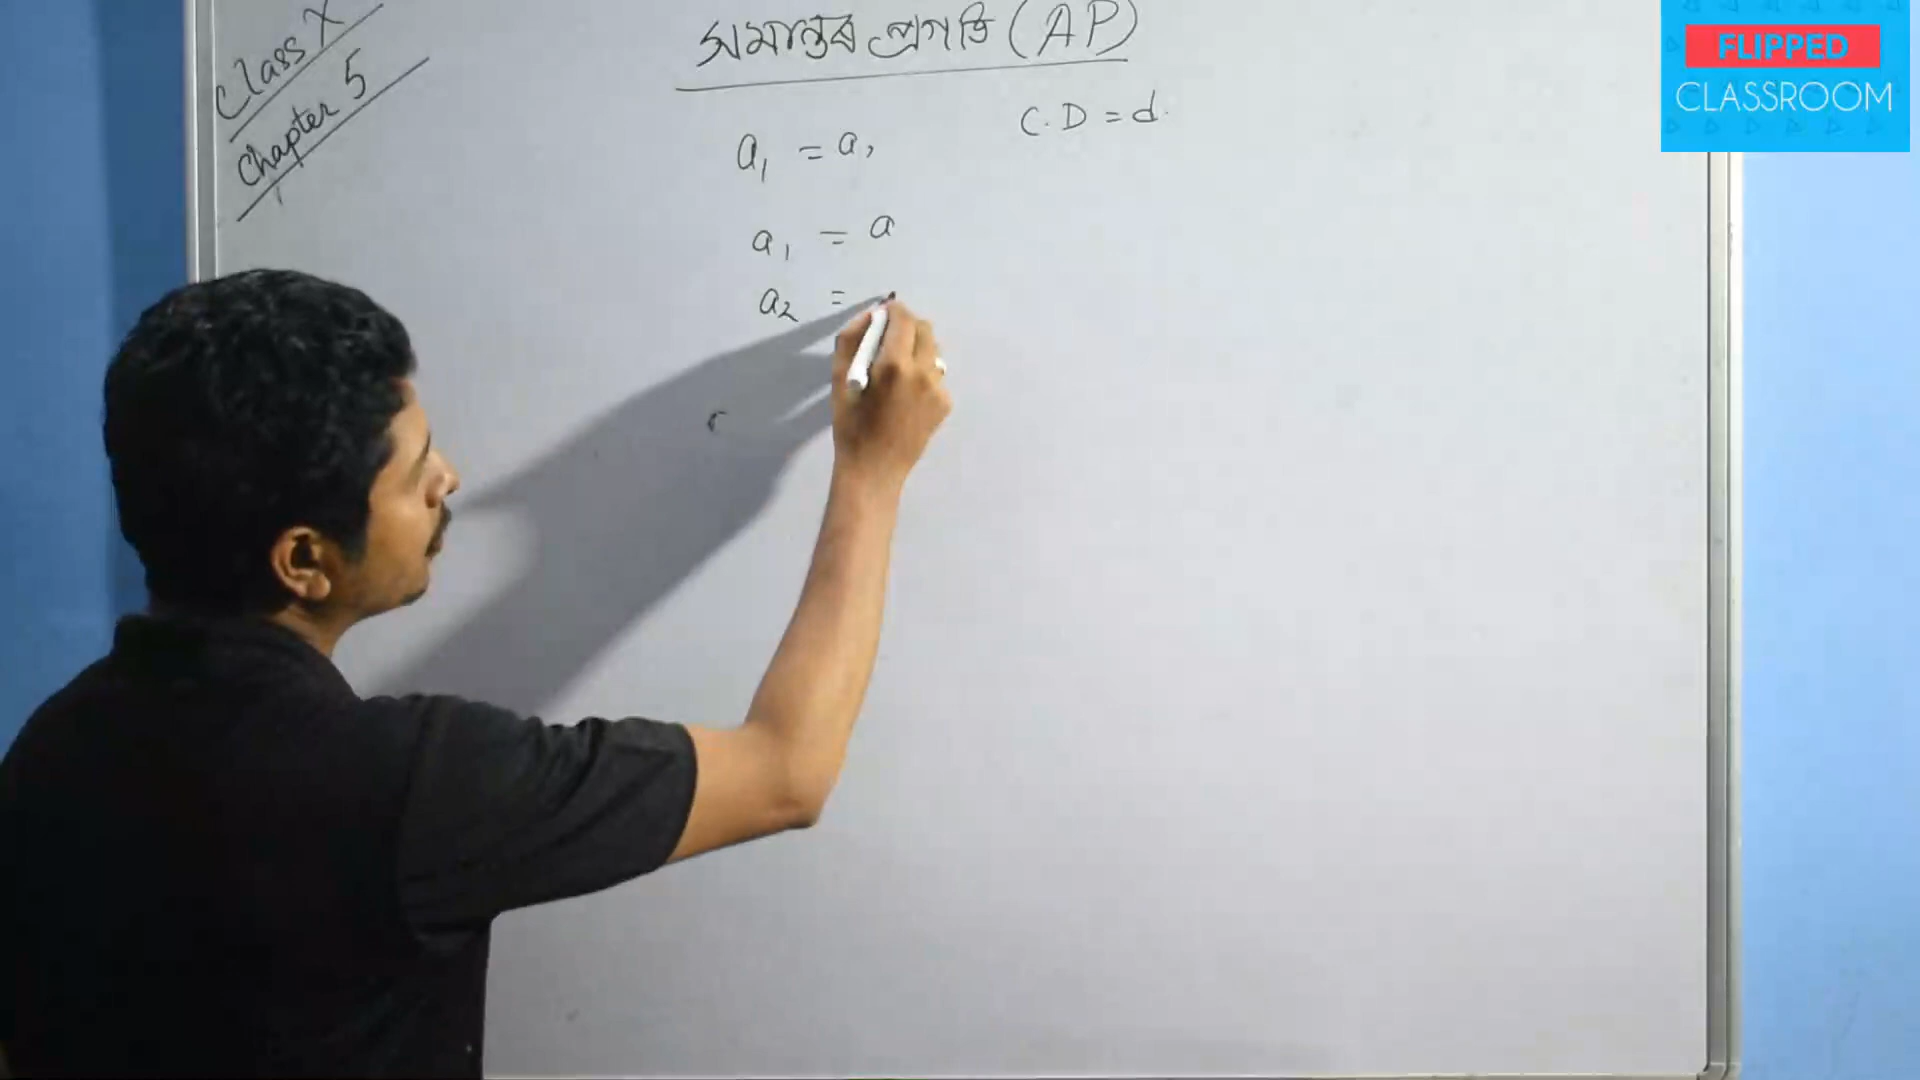 Class X
Chapter 5
সমান্তৰ প্ৰগতি (AP)
C.D = d.
a₁ = a,
a₁ = a
a₂ =
FLIPPED
CLASSROOM